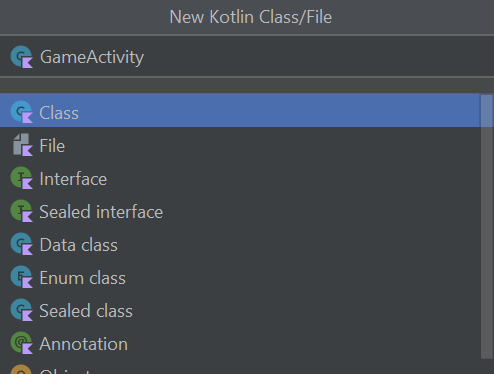 New Kotlin Class/File
GameActivity
Class
File
Interface
Sealed interface
Data class
Enum class
Sealed class
Annotation